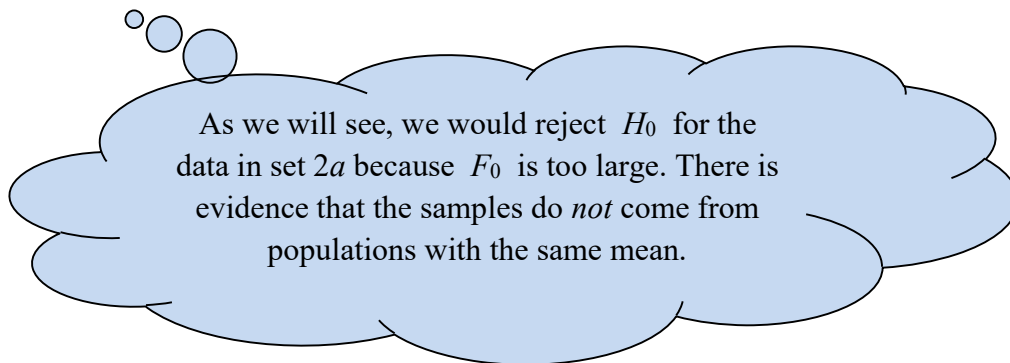 As we will see, we would reject H₀ for the
data in set 2a because F₀ is too large. There is
evidence that the samples do not come from
populations with the same mean.